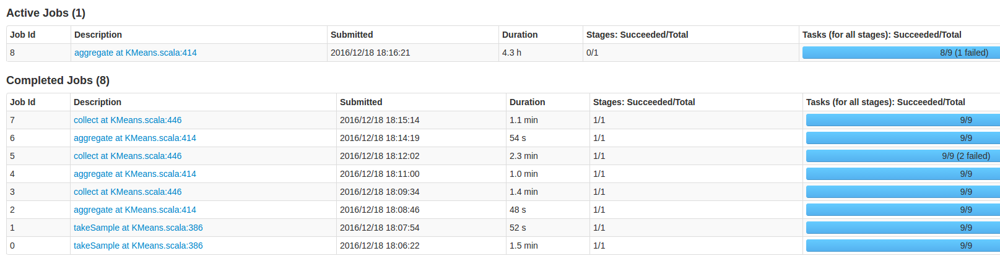 Active Jobs (1)
Job Id Description Submitted Duration Stages: Succeeded/Total Tasks (for all stages): Succeeded/Total
8 aggregate at KMeans.scala:414 2016/12/18 18:16:21 4.3 h 0/1 8/9 (1 failed)
Completed Jobs (8)
Job Id Description Submitted Duration Stages: Succeeded/Total Tasks (for all stages): Succeeded/Total
7 collect at KMeans.scala:446 2016/12/18 18:15:14 1.1 min 1/1 9/9
6 aggregate at KMeans.scala:414 2016/12/18 18:14:19 54 s 1/1 9/9
5 collect at KMeans.scala:446 2016/12/18 18:12:02 2.3 min 1/1 9/9 (2 failed)
4 aggregate at KMeans.scala:414 2016/12/18 18:11:00 1.0 min 1/1 9/9
3 collect at KMeans.scala:446 2016/12/18 18:09:34 1.4 min 1/1 9/9
2 aggregate at KMeans.scala:414 2016/12/18 18:08:46 48 s 1/1 9/9
1 takeSample at KMeans.scala:386 2016/12/18 18:07:54 52 s 1/1 9/9
0 takeSample at KMeans.scala:386 2016/12/18 18:06:22 1.5 min 1/1 9/9